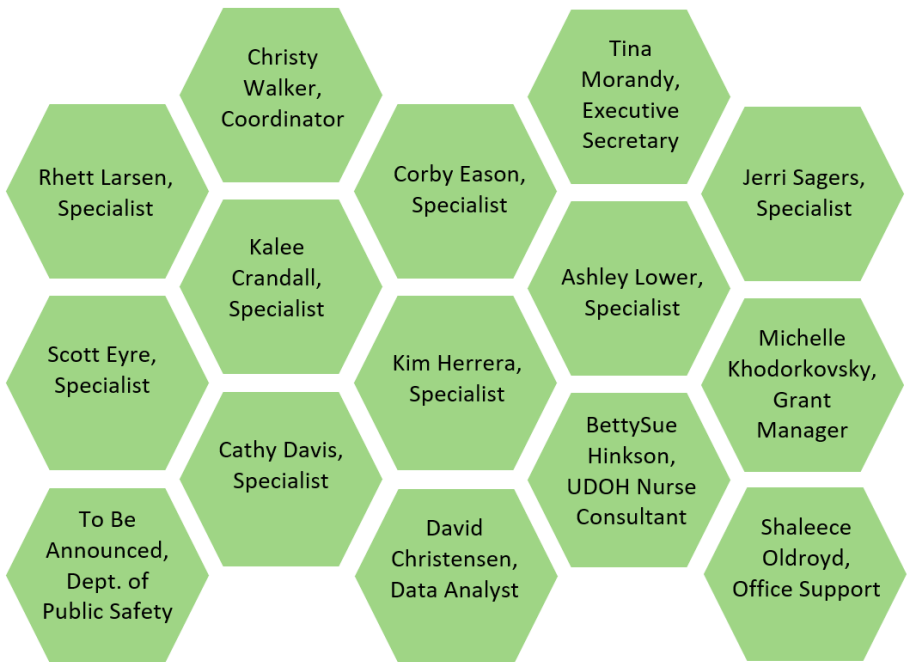 Christy
Walker,
Coordinator
Tina
Morandy,
Executive
Secretary
Rhett Larsen,
Specialist
Corby Eason,
Specialist
Jerri Sagers,
Specialist
Kalee
Crandall,
Specialist
Ashley Lower,
Specialist
Scott Eyre,
Specialist
Kim Herrera,
Specialist
Michelle
Khodorkovsky,
Grant
Manager
Cathy Davis,
Specialist
BettySue
Hinkson,
UDOH Nurse
Consultant
To Be
Announced,
Dept. of
Public Safety
David
Christensen,
Data Analyst
Shaleece
Oldroyd,
Office Support